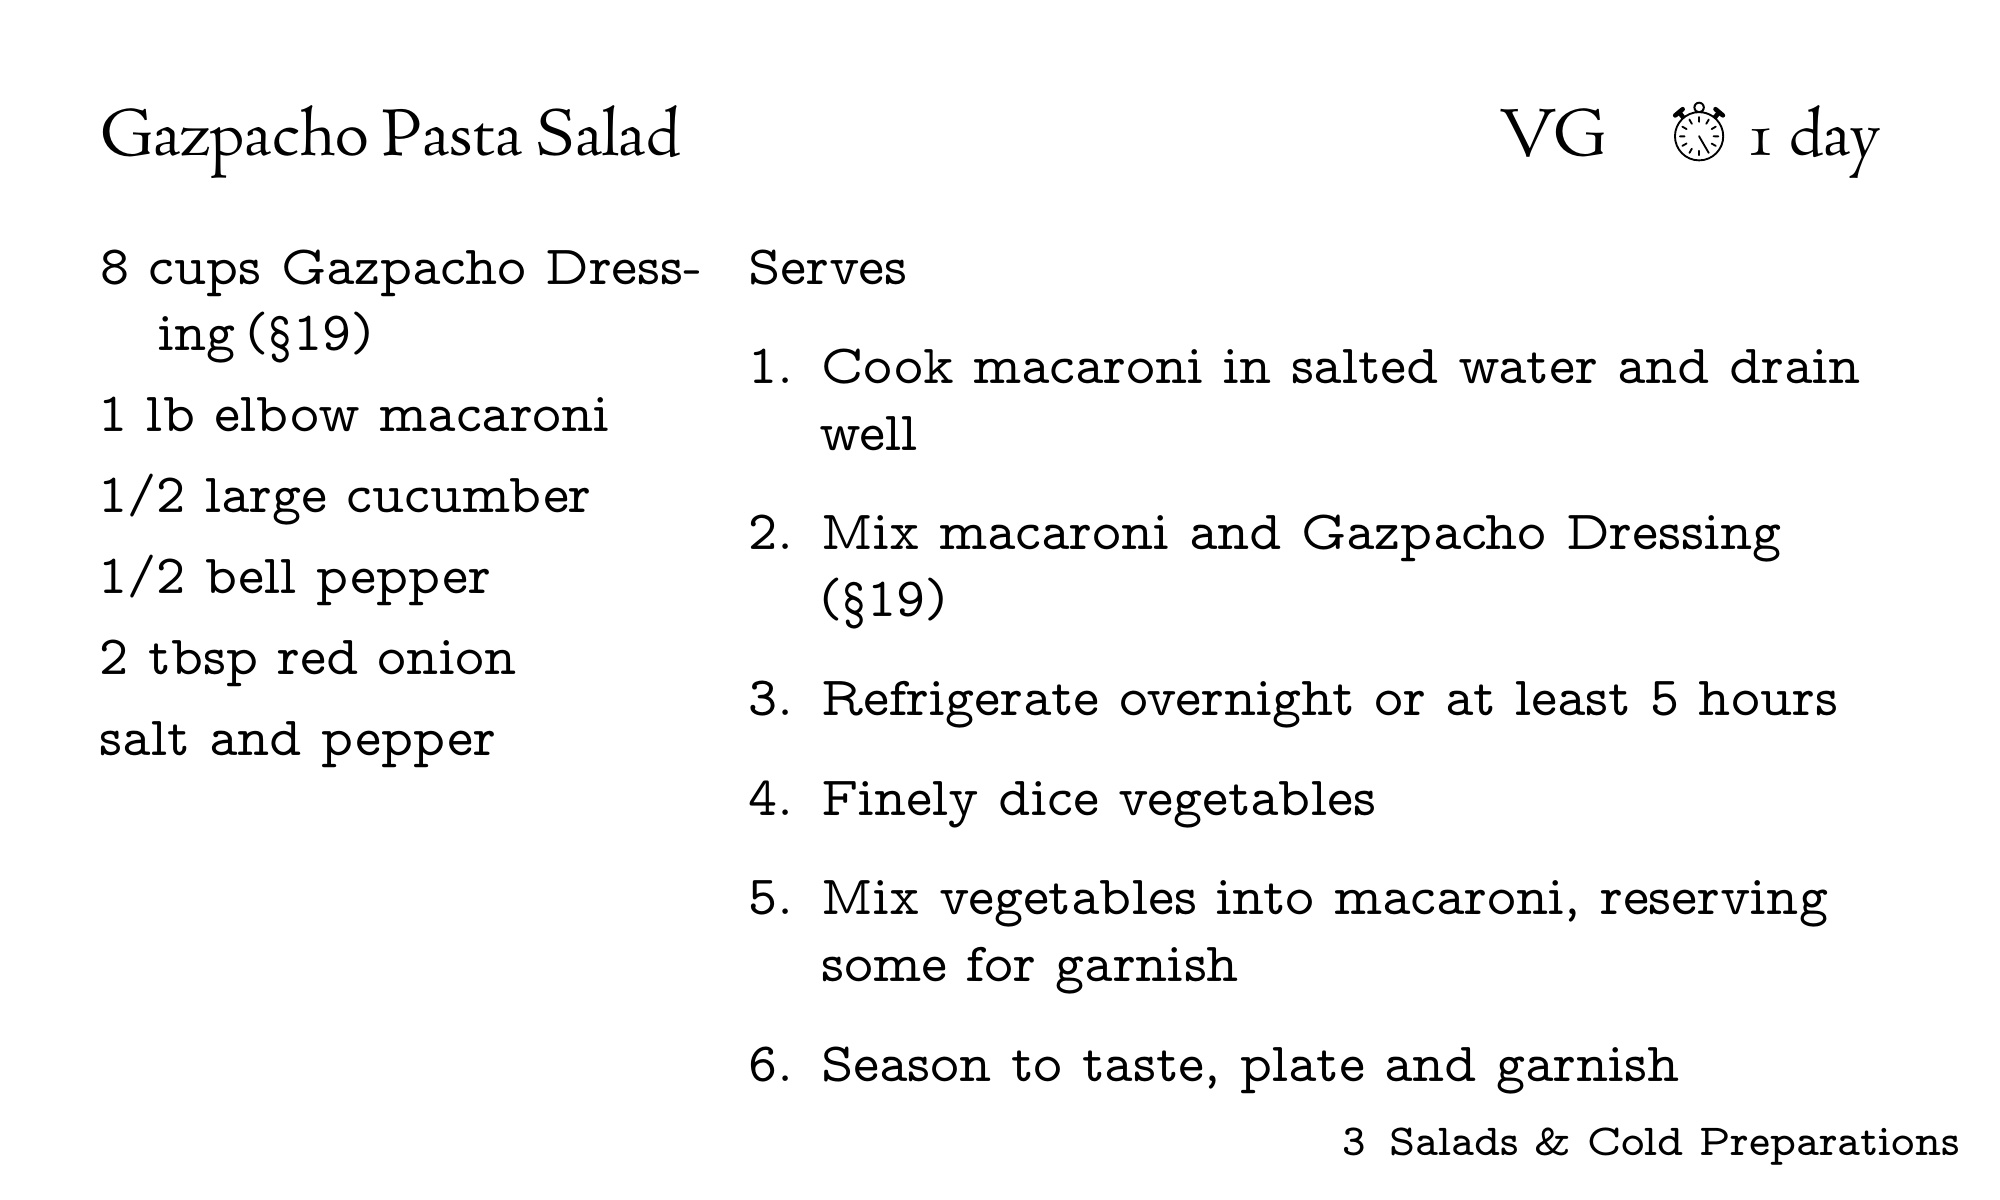 Gazpacho Pasta Salad
VG 1 day
8 cups Gazpacho Dress-
ing (§19)
1 lb elbow macaroni
1/2 large cucumber
1/2 bell pepper
2 tbsp red onion
salt and pepper
Serves
1. Cook macaroni in salted water and drain
well
2. Mix macaroni and Gazpacho Dressing
(§19)
3. Refrigerate overnight or at least 5 hours
4. Finely dice vegetables
5. Mix vegetables into macaroni, reserving
some for garnish
6. Season to taste, plate and garnish
3 Salads & Cold Preparations